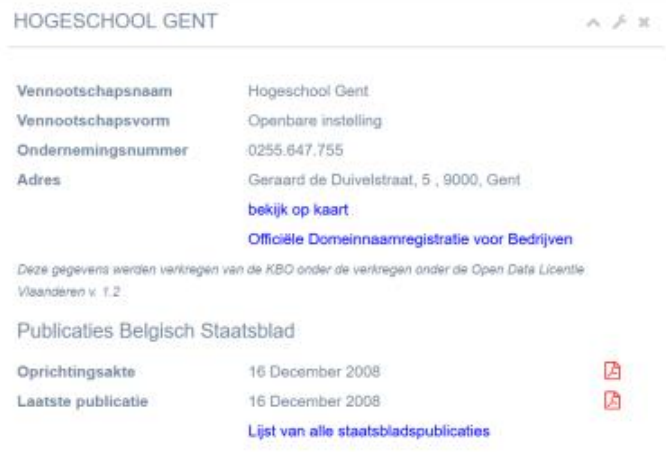 HOGESCHOOL GENT
Vennootschapsnaam Hogeschool Gent
Vennootschapsvorm Openbare instelling
Ondernemingsnummer 0255.647.755
Adres Geraard de Duivelstraat, 5 , 9000, Gent
bekijk op kaart
Officiële Domeinnaamregistratie voor Bedrijven
Deze gegevens werden verkregen van de KBO onder de verkregen onder de Open Data Licentie
Vlaanderen v. 1.2
Publicaties Belgisch Staatsblad
Oprichtingsakte 16 December 2008
Laatste publicatie 16 December 2008
Lijst van alle staatsbladspublicaties